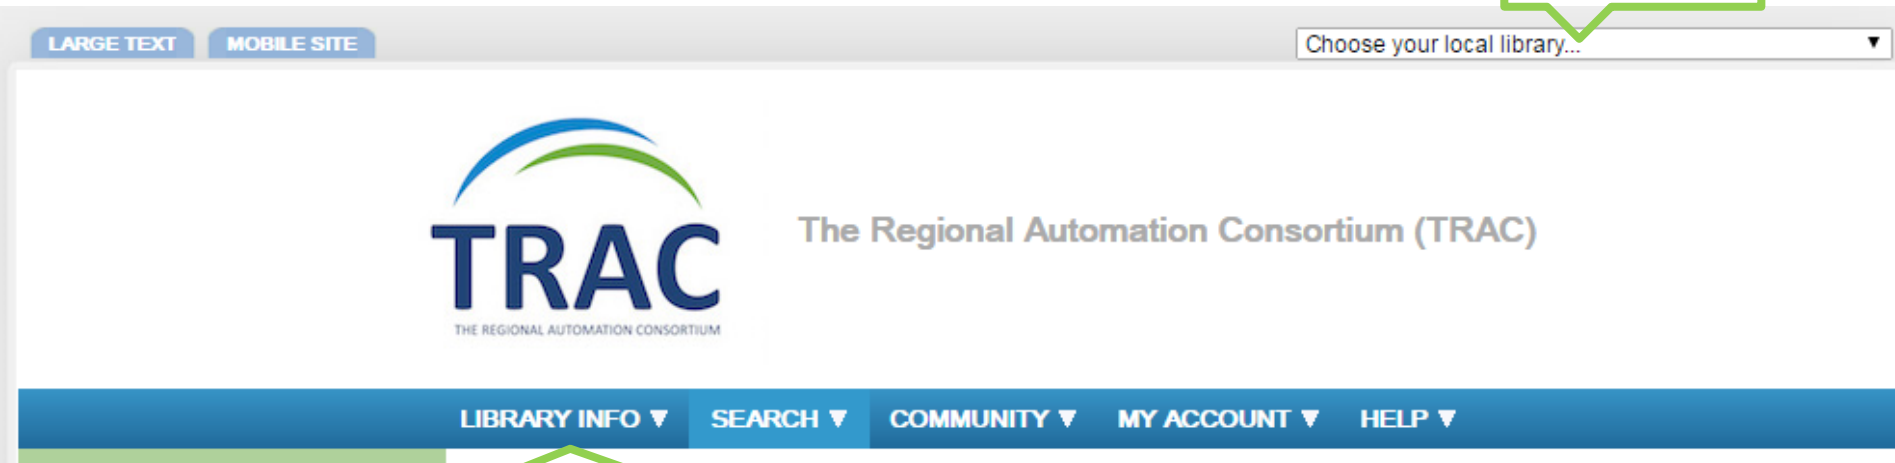 LARGE TEXT MOBILE SITE Choose your local library...
TRAC
THE REGIONAL AUTOMATION CONSORTIUM
The Regional Automation Consortium (TRAC)
LIBRARY INFO ▼ SEARCH ▼ COMMUNITY ▼ MY ACCOUNT ▼ HELP ▼